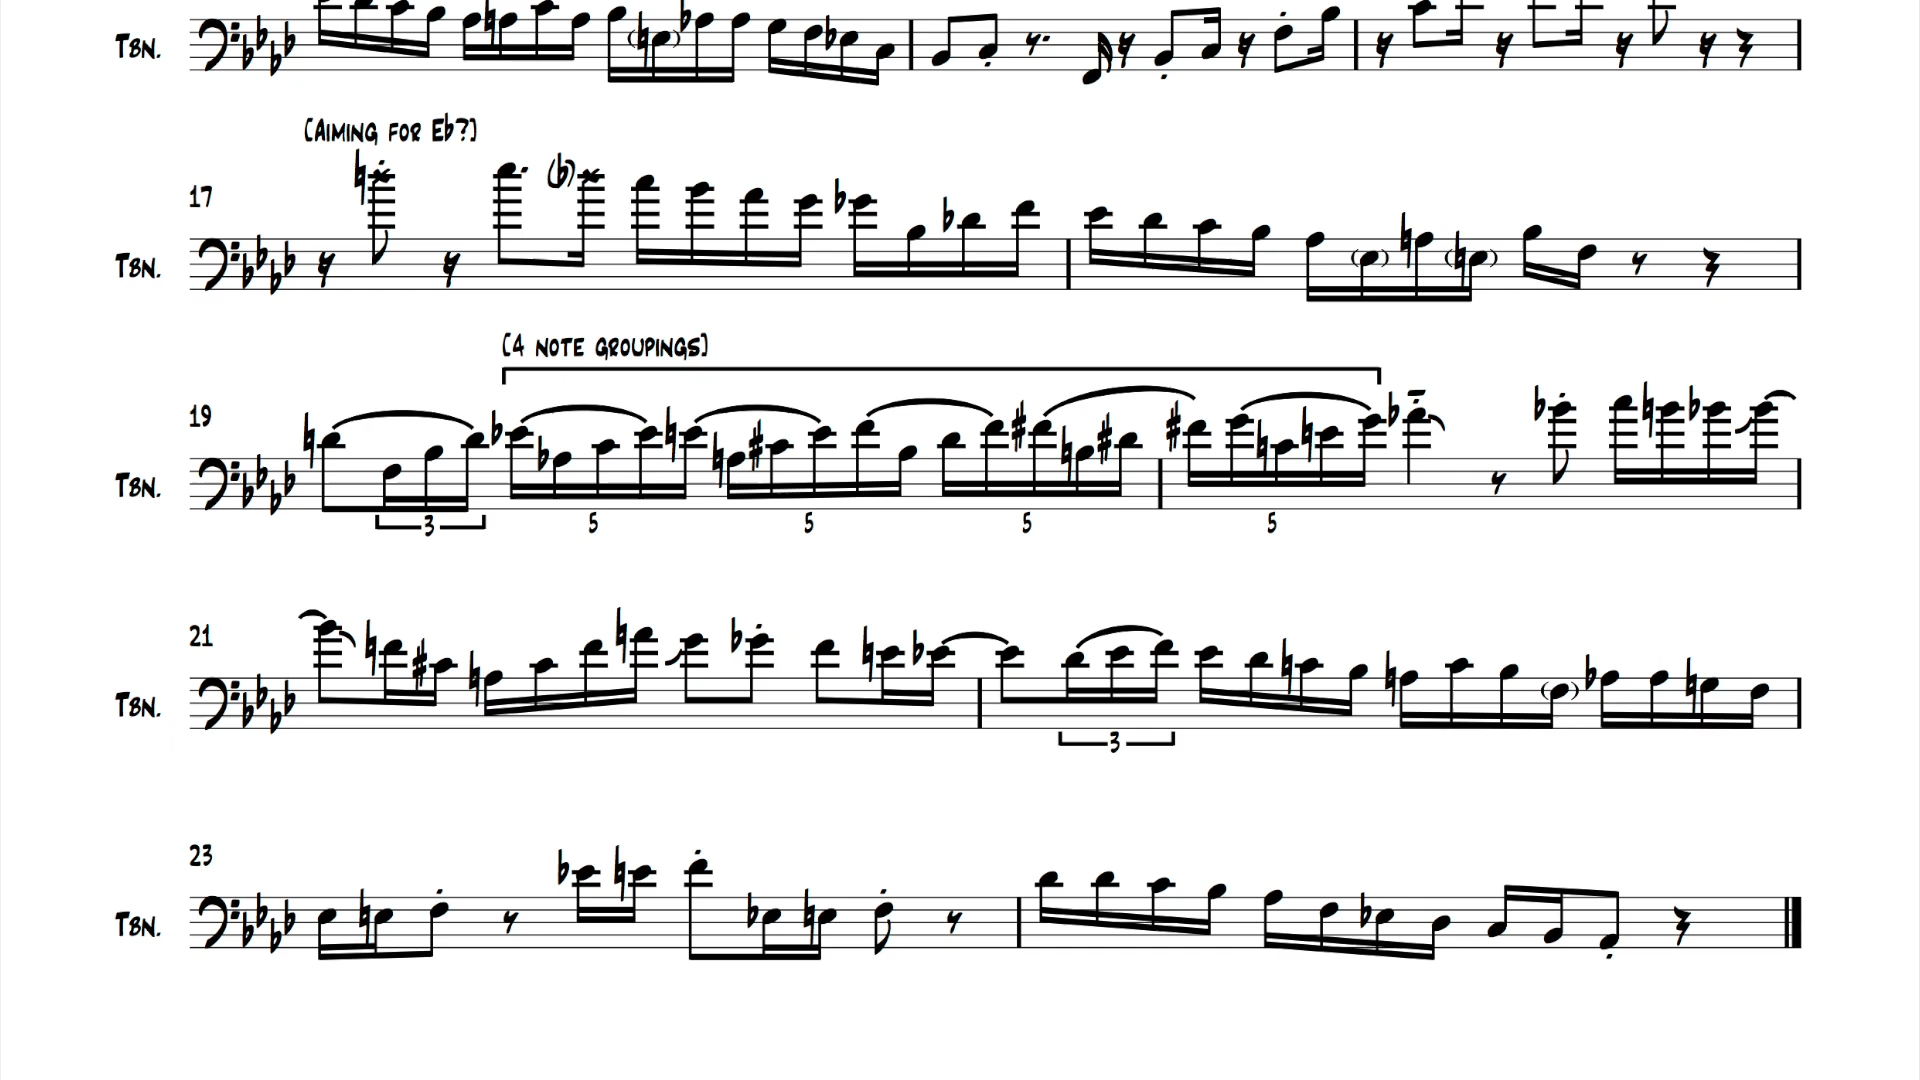 TBN.
(AIMING FOR Eb?)
17
TBN.
(4 NOTE GROUPINGS)
19
TBN.
3 5 5 5 5
21
TBN.
3
23
TBN.